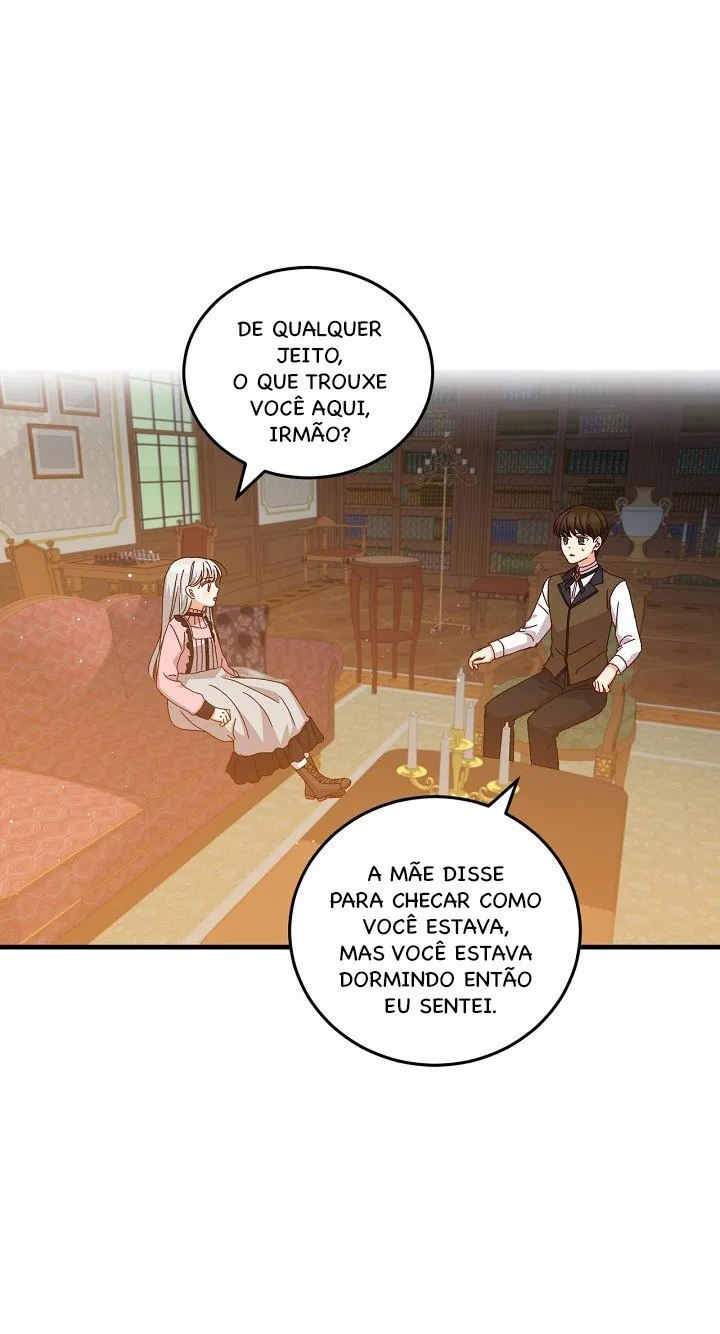 DE QUALQUER
JEITO,
O QUE TROUXE
VOCÊ AQUI,
IRMÃO?
A MÃE DISSE
PARA CHECAR COMO
VOCÊ ESTAVA,
MAS VOCÊ ESTAVA
DORMINDO ENTÃO
EU SENTEI.